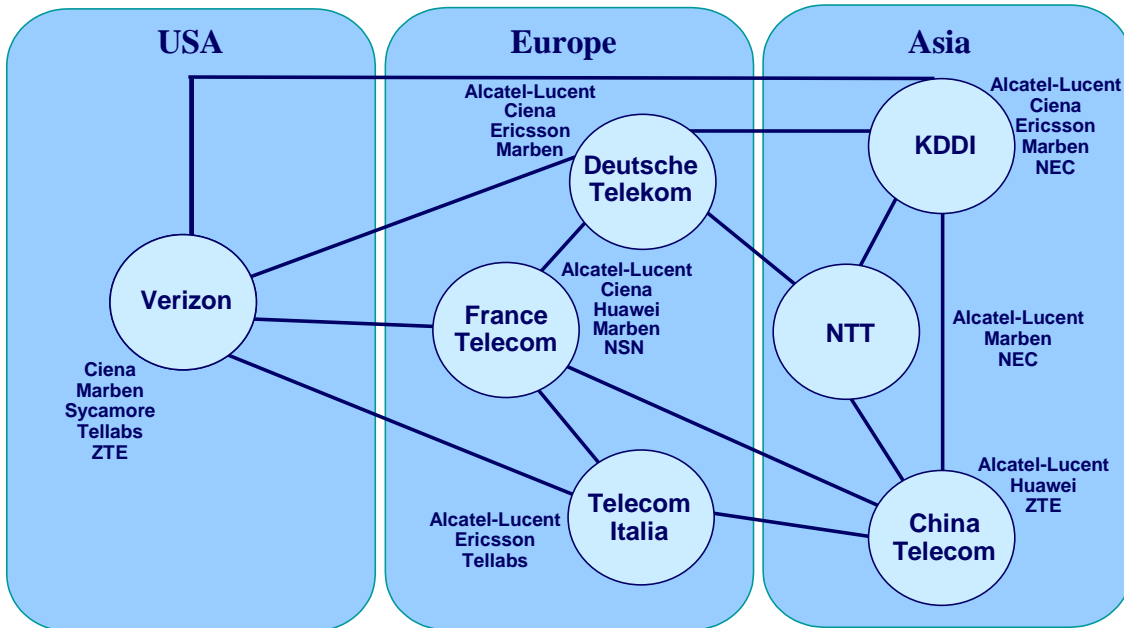 USA
Europe
Asia
Alcatel-Lucent
Ciena
Ericsson
Marben
Deutsche
Telekom
KDDI
Alcatel-Lucent
Ciena
Ericsson
Marben
NEC
Verizon
Ciena
Marben
Sycamore
Tellabs
ZTE
France
Telecom
Alcatel-Lucent
Ciena
Huawei
Marben
NSN
NTT
Alcatel-Lucent
Marben
NEC
Telecom
Italia
Alcatel-Lucent
Ericsson
Tellabs
China
Telecom
Alcatel-Lucent
Huawei
ZTE